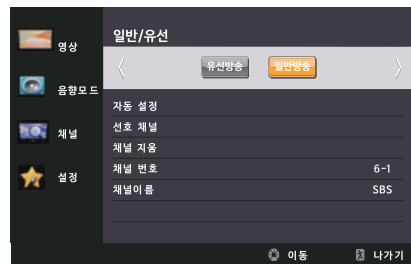 영상
음향모드
채널
설정
일반/유선
유선방송 일반방송
자동 설정
선호 채널
채널 지움
채널 번호 6-1
채널이름 SBS
이동 나가기